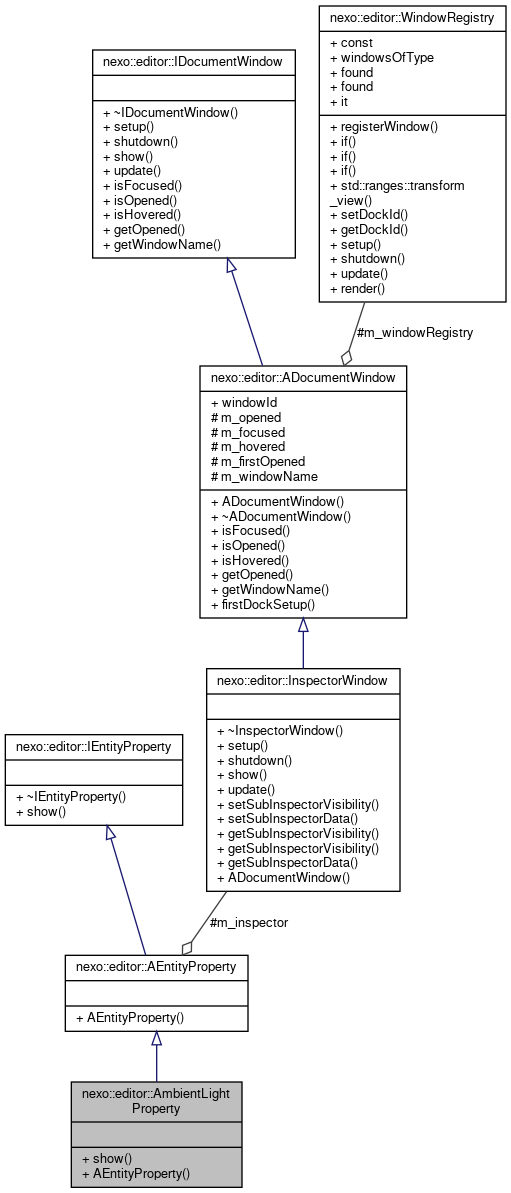 nexo::editor::WindowRegistry
+ const
+ windowsOfType
+ found
+ found
+ it
+ registerWindow()
+ if()
+ if()
+ if()
+ std::ranges::transform
_view()
+ setDockId()
+ getDockId()
+ setup()
+ shutdown()
+ update()
+ render()
nexo::editor::IDocumentWindow
+ ~IDocumentWindow()
+ setup()
+ shutdown()
+ show()
+ update()
+ isFocused()
+ isOpened()
+ isHovered()
+ getOpened()
+ getWindowName()
#m_windowRegistry
nexo::editor::ADocumentWindow
+ windowId
# m_opened
# m_focused
# m_hovered
# m_firstOpened
# m_windowName
+ ADocumentWindow()
+ ~ADocumentWindow()
+ isFocused()
+ isOpened()
+ isHovered()
+ getOpened()
+ getWindowName()
+ firstDockSetup()
nexo::editor::InspectorWindow
+ ~InspectorWindow()
+ setup()
+ shutdown()
+ show()
+ update()
+ setSubInspectorVisibility()
+ setSubInspectorData()
+ getSubInspectorVisibility()
+ getSubInspectorVisibility()
+ getSubInspectorData()
+ ADocumentWindow()
nexo::editor::IEntityProperty
+ ~IEntityProperty()
+ show()
#m_inspector
nexo::editor::AEntityProperty
+ AEntityProperty()
nexo::editor::AmbientLight
Property
+ show()
+ AEntityProperty()